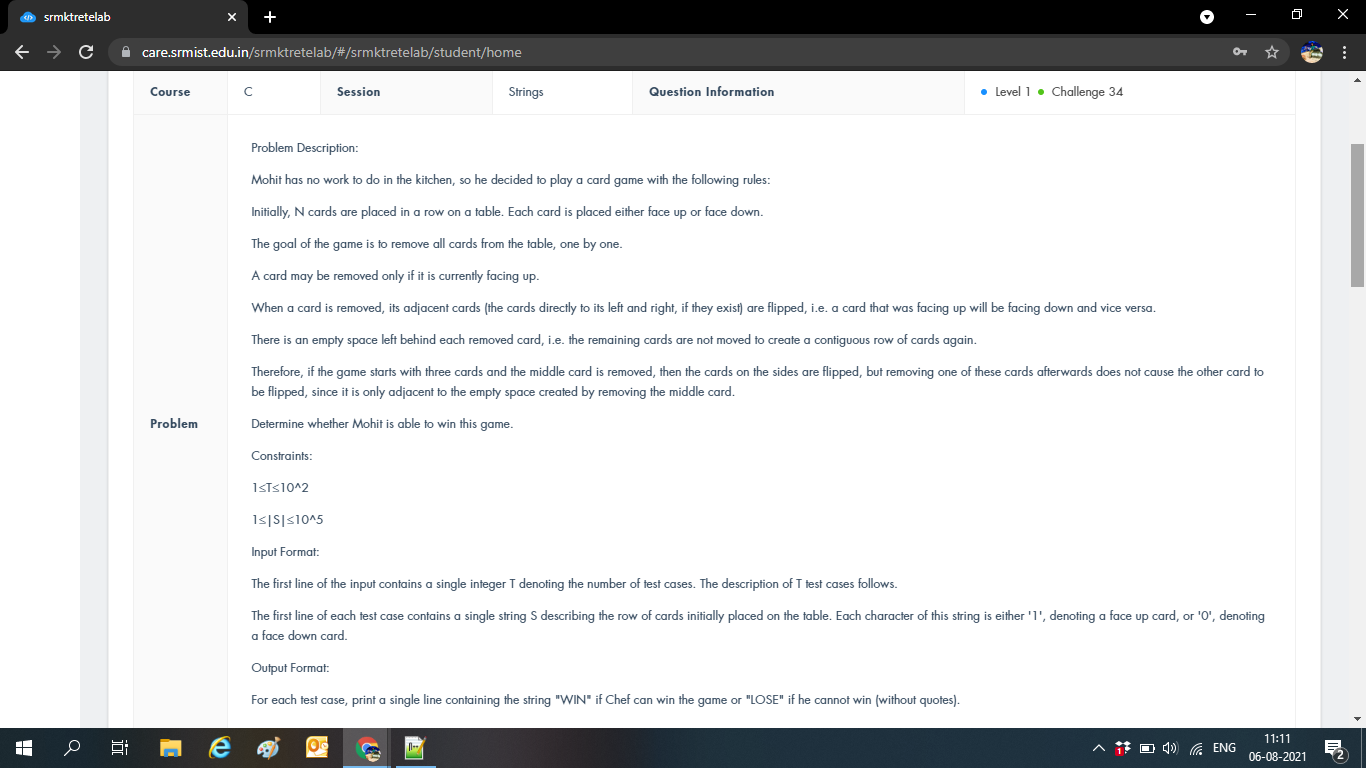 srmktretelab
care.srmist.edu.in/srmktretelab/#/srmktretelab/student/home
Course C Session Strings Question Information Level 1 Challenge 34
Problem Description:
Mohit has no work to do in the kitchen, so he decided to play a card game with the following rules:
Initially, N cards are placed in a row on a table. Each card is placed either face up or face down.
The goal of the game is to remove all cards from the table, one by one.
A card may be removed only if it is currently facing up.
When a card is removed, its adjacent cards (the cards directly to its left and right, if they exist) are flipped, i.e. a card that was facing up will be facing down and vice versa.
There is an empty space left behind each removed card, i.e. the remaining cards are not moved to create a contiguous row of cards again.
Therefore, if the game starts with three cards and the middle card is removed, then the cards on the sides are flipped, but removing one of these cards afterwards does not cause the other card to
be flipped, since it is only adjacent to the empty space created by removing the middle card.
Problem Determine whether Mohit is able to win this game.
Constraints:
1≤T≤10^2
1≤|S|≤10^5
Input Format:
The first line of the input contains a single integer T denoting the number of test cases. The description of T test cases follows.
The first line of each test case contains a single string S describing the row of cards initially placed on the table. Each character of this string is either '1', denoting a face up card, or '0', denoting
a face down card.
Output Format:
For each test case, print a single line containing the string "WIN" if Chef can win the game or "LOSE" if he cannot win (without quotes).
ENG
11:11
06-08-2021
2